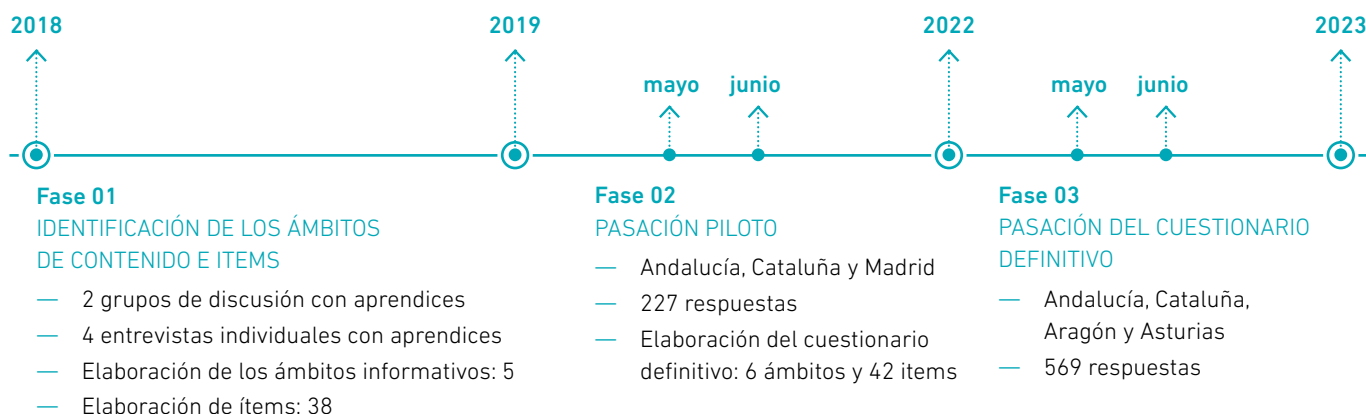 2018
2019
2022
2023
mayo
junio
mayo
junio
Fase 01
IDENTIFICACIÓN DE LOS ÁMBITOS
DE CONTENIDO E ITEMS
— 2 grupos de discusión con aprendices
— 4 entrevistas individuales con aprendices
— Elaboración de los ámbitos informativos: 5
— Elaboración de ítems: 38
Fase 02
PASACIÓN PILOTO
— Andalucía, Cataluña y Madrid
— 227 respuestas
— Elaboración del cuestionario
definitivo: 6 ámbitos y 42 items
Fase 03
PASACIÓN DEL CUESTIONARIO
DEFINITIVO
— Andalucía, Cataluña,
Aragón y Asturias
— 569 respuestas